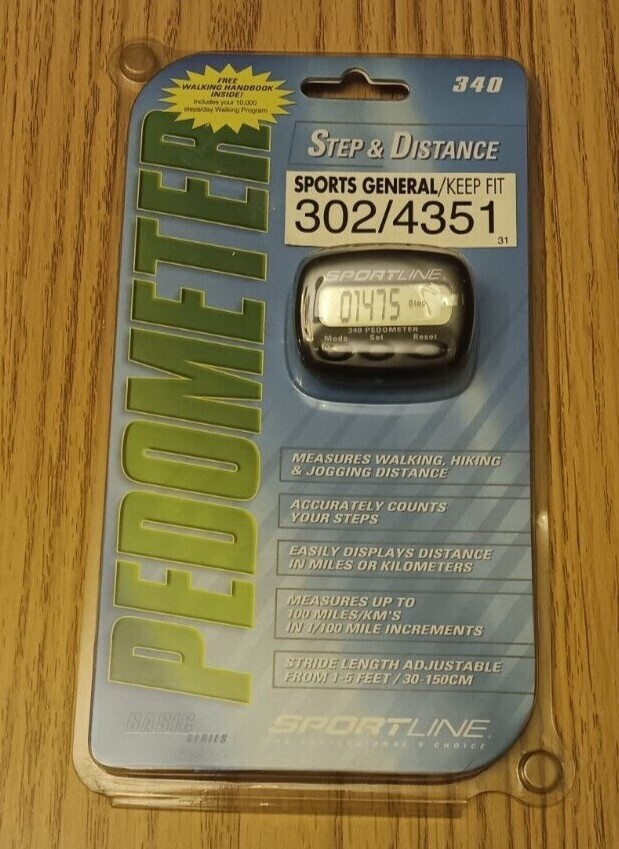 FREE
WALKING HANDBOOK
INSIDE!
Includes your 10,000
steps/day Walking Program
340
PEDOMETER
STEP & DISTANCE
SPORTS GENERAL/KEEP FIT
302/4351
31
SPORTLINE
01475 Step
340 PEDOMETER
Mode Set Reset
MEASURES WALKING, HIKING
& JOGGING DISTANCE
ACCURATELY COUNTS
YOUR STEPS
EASILY DISPLAYS DISTANCE
IN MILES OR KILOMETERS
MEASURES UP TO
100 MILES/KM'S
IN 1/100 MILE INCREMENTS
STRIDE LENGTH ADJUSTABLE
FROM 1-5 FEET / 30-150CM
BASIC
SERIES
SPORTLINE
THE PROFESSIONAL'S CHOICE